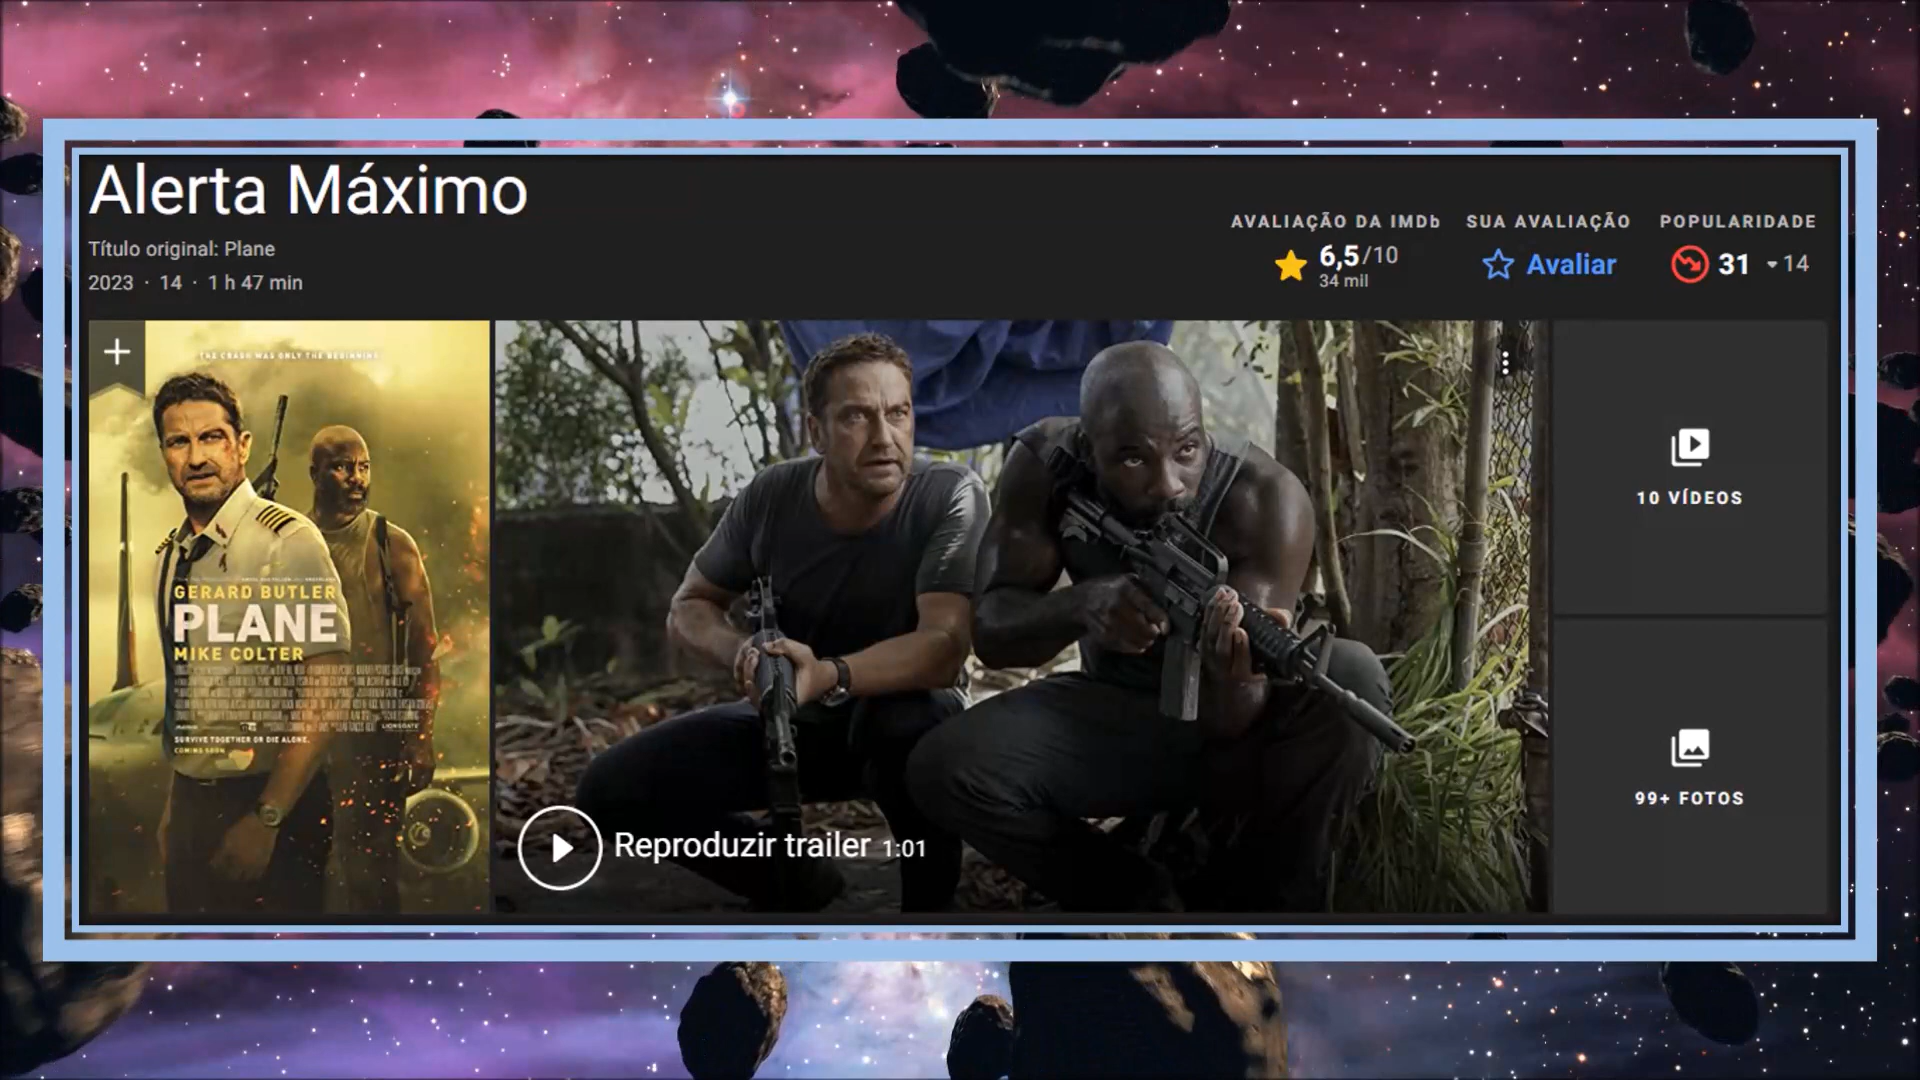 Alerta Máximo
Título original: Plane
2023 · 14 · 1 h 47 min
AVALIAÇÃO DA IMDb
6,5/10
34 mil
SUA AVALIAÇÃO
Avaliar
POPULARIDADE
31
14
THE CRASH WAS ONLY THE BEGINNING.
GERARD BUTLER
PLANE
MIKE COLTER
LIONSGATE
SURVIVE TOGETHER OR DIE ALONE.
COMING SOON
Reproduzir trailer 1:01
10 VÍDEOS
99+ FOTOS